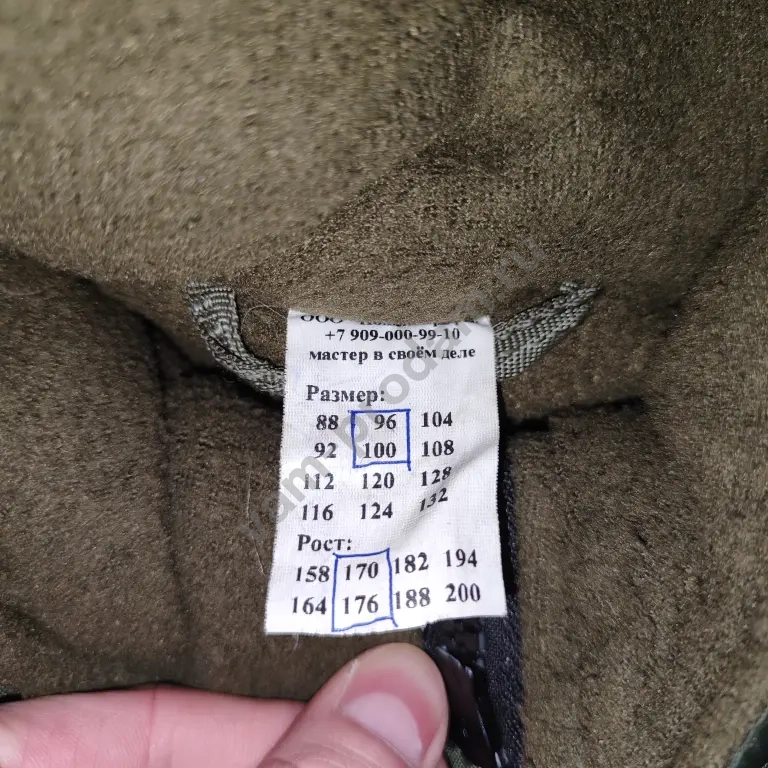 ООО
+7 909-000-99-10
мастер в своём деле
Размер:
88 96 104
92 100 108
112 120 128
116 124 132
Рост:
158 170 182 194
164 176 188 200